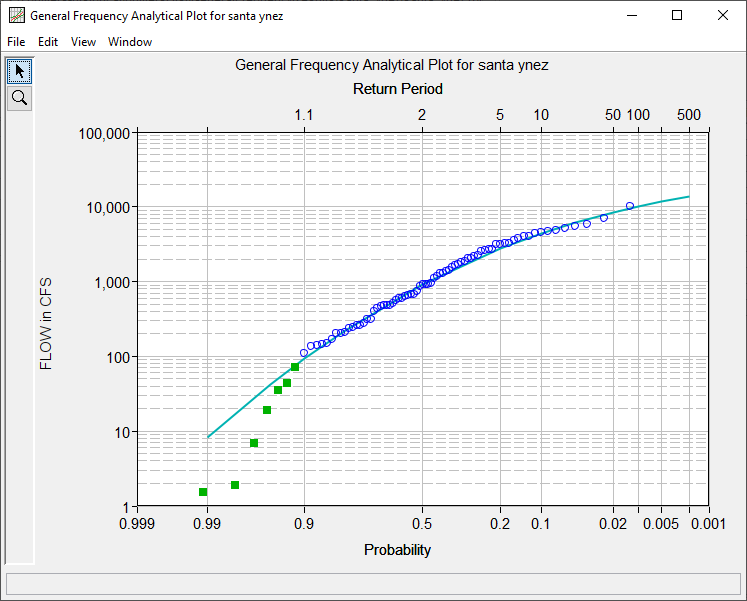 General Frequency Analytical Plot for santa ynez
File Edit View Window
General Frequency Analytical Plot for santa ynez
Return Period
1.1 2 5 10 50 100 500
100,000
10,000
1,000
100
10
1
FLOW in CFS
0.999 0.99 0.9 0.5 0.2 0.1 0.02 0.005 0.001
Probability